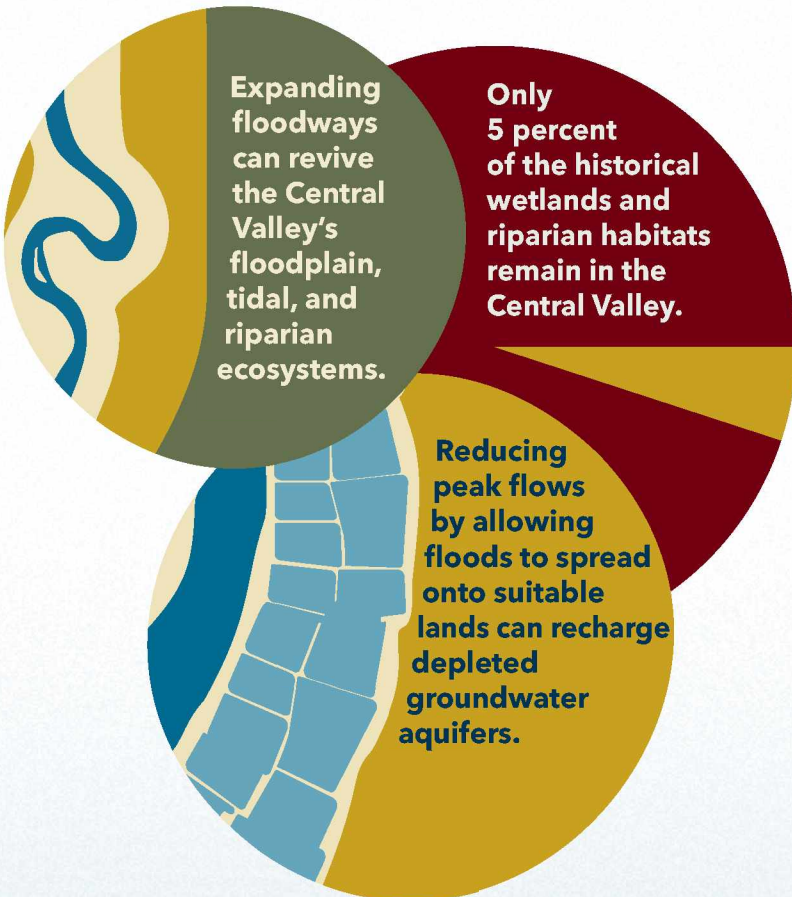 Expanding
floodways
can revive
the Central
Valley's
floodplain,
tidal, and
riparian
ecosystems.
Only
5 percent
of the historical
wetlands and
riparian habitats
remain in the
Central Valley.
Reducing
peak flows
by allowing
floods to spread
onto suitable
lands can recharge
depleted
groundwater
aquifers.